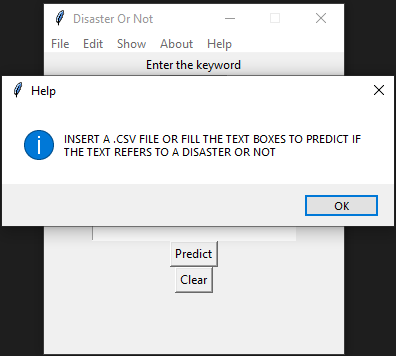 Disaster Or Not
File Edit Show About Help
Enter the keyword
Help
INSERT A .CSV FILE OR FILL THE TEXT BOXES TO PREDICT IF
THE TEXT REFERS TO A DISASTER OR NOT
OK
Predict
Clear